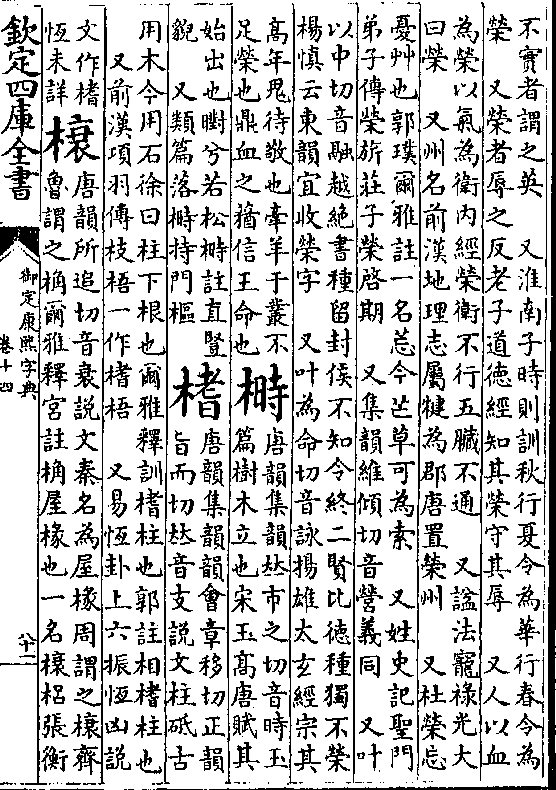 不實者謂之英　又淮南子時則訓秋行夏令為華行春令為
榮　又榮者辱之反老子道德經知其榮守其辱　又人以血
為榮以氣為衛内經榮衛不行五臟不通　又諡法寵祿光大
曰榮　又州名前漢地理志屬犍為郡唐置榮州　又杜榮忘
憂艸也郭璞爾雅註一名䓯今芒草可為索　又姓史記聖門
弟子傳榮旂莊子榮啓期　又集韻維傾切音營義同　又叶
以中切音融越絶書種留封侯不知令終二賢比德種獨不榮
楊慎云東韻宜收榮字　又叶為命切音詠揚雄太玄經宗其
髙年鬼待敬也牽羊于叢不
足榮也鼎血之蕕信王命也
榯
唐韻集韻𠀤市之切音時玉
篇樹木立也宋玉髙唐賦其
始出也㬣兮若松榯註直豎
貌　又類篇落榯持門樞
榰
唐韻集韻韻會章移切正韻
旨而切𠀤音支說文柱砥古
用木今用石徐曰柱下根也爾雅釋訓榰柱也郭註相榰柱也
又前漢項羽傳枝梧一作榰梧　又易恆卦上六振恆凶說
文作榰
恆未詳
榱
唐韻所追切音衰說文秦名為屋椽周謂之榱齊
魯謂之桷爾雅釋宮註桷屋椽也一名榱梠張衡
欽定四庫全書
御定康熙字典
卷十四
八十一